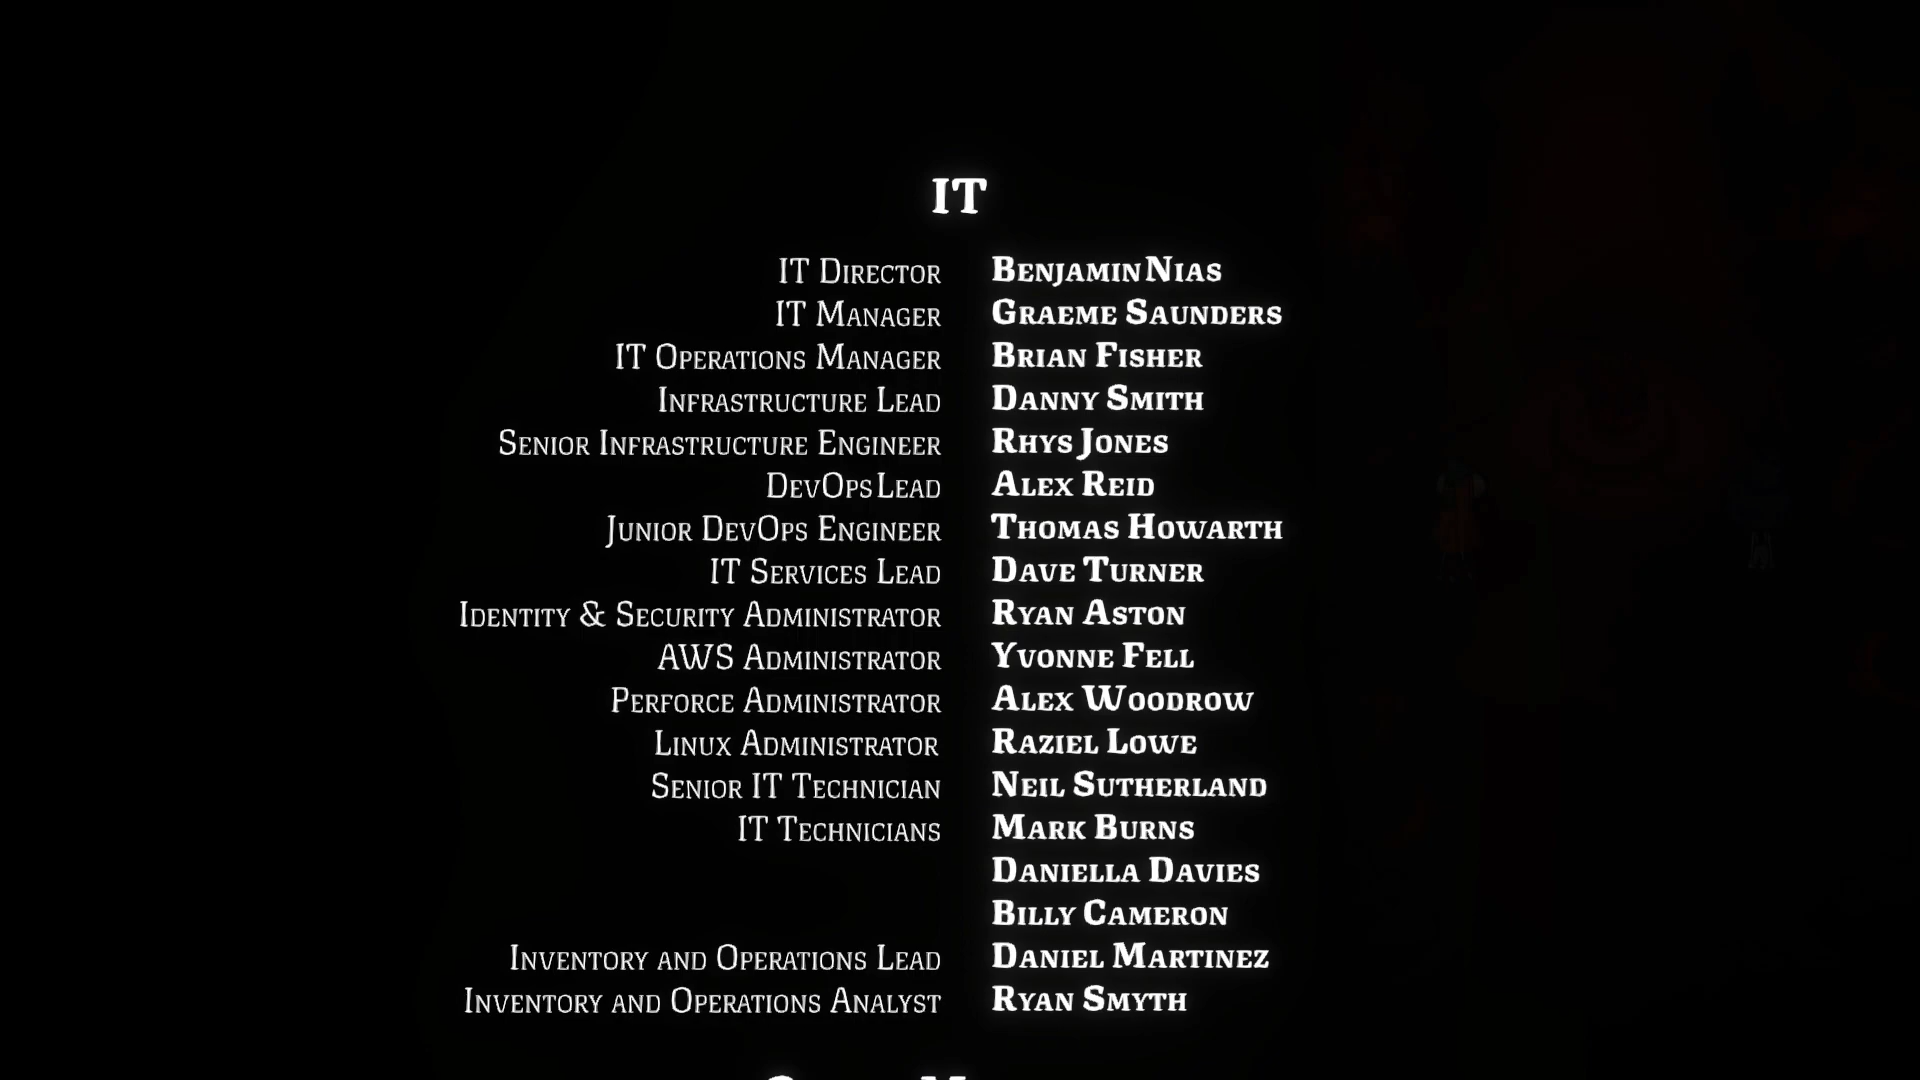 IT
IT Director Benjamin Nias
IT Manager Graeme Saunders
IT Operations Manager Brian Fisher
Infrastructure Lead Danny Smith
Senior Infrastructure Engineer Rhys Jones
DevOps Lead Alex Reid
Junior DevOps Engineer Thomas Howarth
IT Services Lead Dave Turner
Identity & Security Administrator Ryan Aston
AWS Administrator Yvonne Fell
Perforce Administrator Alex Woodrow
Linux Administrator Raziel Lowe
Senior IT Technician Neil Sutherland
IT Technicians Mark Burns
Daniella Davies
Billy Cameron
Inventory and Operations Lead Daniel Martinez
Inventory and Operations Analyst Ryan Smyth